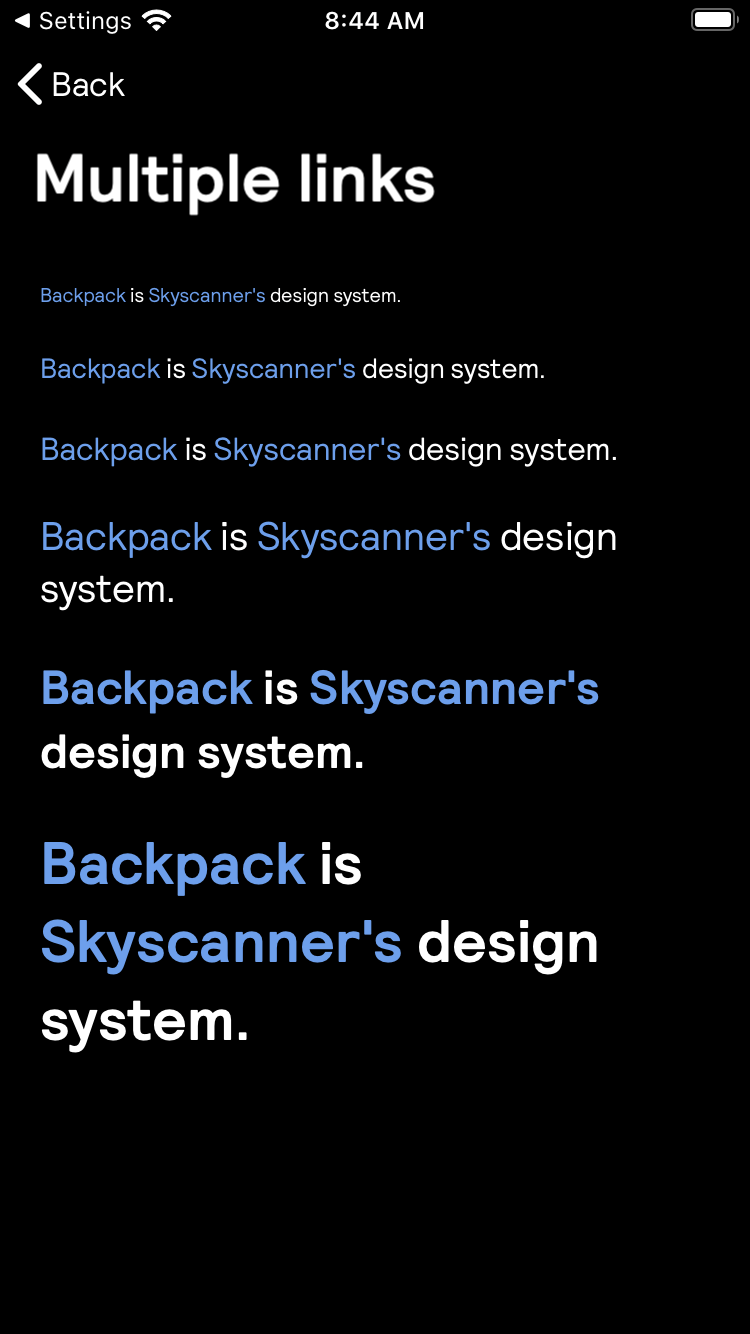 Settings 8:44 AM
Back
Multiple links
Backpack is Skyscanner's design system.
Backpack is Skyscanner's design system.
Backpack is Skyscanner's design system.
Backpack is Skyscanner's design
system.
Backpack is Skyscanner's
design system.
Backpack is
Skyscanner's design
system.